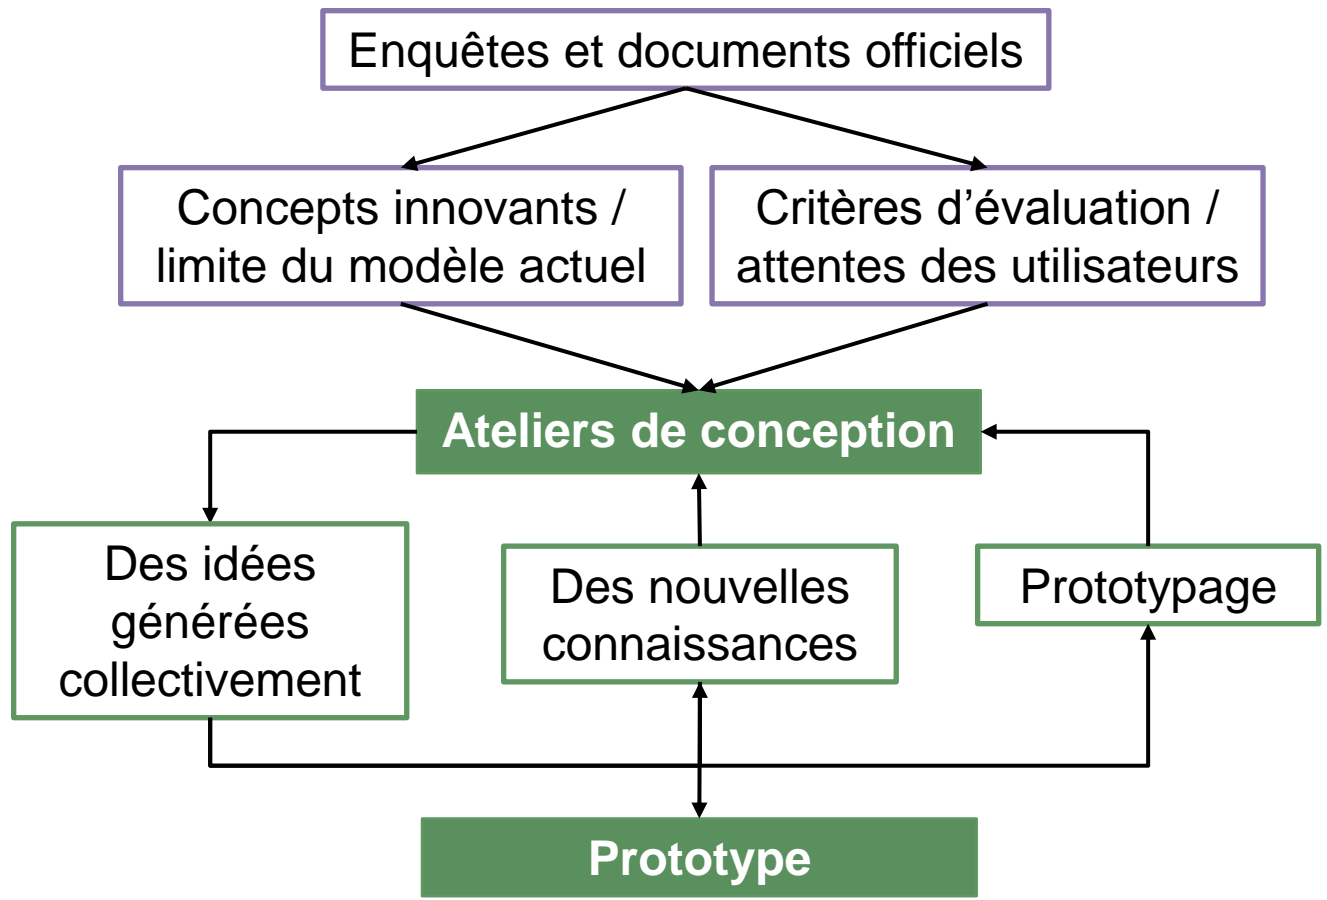 Enquêtes et documents officiels
Concepts innovants /
limite du modèle actuel
Critères d’évaluation /
attentes des utilisateurs
Ateliers de conception
Des idées
générées
collectivement
Des nouvelles
connaissances
Prototypage
Prototype